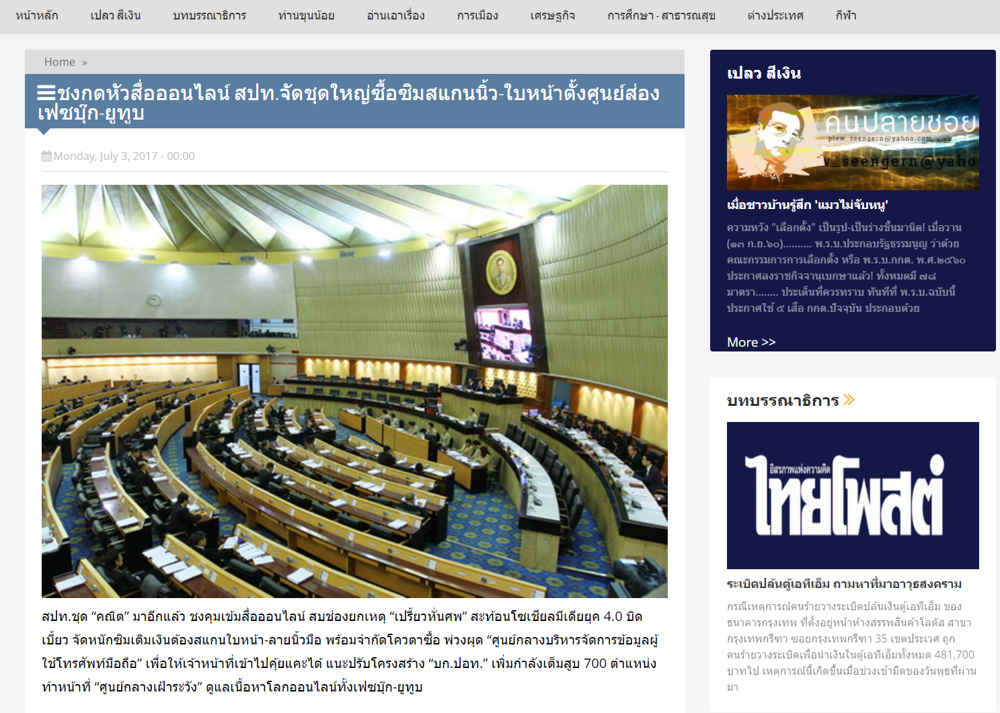 หน้าหลัก เปลว สีเงิน บทบรรณาธิการ ท่านขุนน้อย อ่านเอาเรื่อง การเมือง เศรษฐกิจ การศึกษา - สาธารณสุข ต่างประเทศ กีฬา
Home »
ชงกดหัวสื่อออนไลน์ สปท.จัดชุดใหญ่ซื้อซิมสแกนนิ้ว-ใบหน้าตั้งศูนย์ส่อง
เฟซบุ๊ก-ยูทูบ
Monday, July 3, 2017 - 00:00
สปท.ชุด “คณิต” มาอีกแล้ว ชงคุมเข้มสื่อออนไลน์ สบช่องยกเหตุ “เปรี้ยวหั่นศพ” สะท้อนโซเชียลมีเดียยุค 4.0 บิด
เบี้ยว จัดหนักซิมเติมเงินต้องสแกนใบหน้า-ลายนิ้วมือ พร้อมจำกัดโควตาซื้อ พ่วงผุด “ศูนย์กลางบริหารจัดการข้อมูลผู้
ใช้โทรศัพท์มือถือ” เพื่อให้เจ้าหน้าที่เข้าไปคุ้ยแคะได้ แนะปรับโครงสร้าง “บก.ปอท.” เพิ่มกำลังเต็มสูบ 700 ตำแหน่ง
ทำหน้าที่ “ศูนย์กลางเฝ้าระวัง” ดูแลเนื้อหาโลกออนไลน์ทั้งเฟซบุ๊ก-ยูทูบ
เปลว สีเงิน
คนปลายซอย
plew_seengern@yahoo.com
w_seengern@yaho
เมื่อชาวบ้านรู้สึก 'แมวไม่จับหนู'
ความหวัง "เลือกตั้ง" เป็นรูป-เป็นร่างขึ้นมานิด! เมื่อวาน
(๑๓ ก.ย.๖๐).......... พ.ร.บ.ประกอบรัฐธรรมนูญ ว่าด้วย
คณะกรรมการการเลือกตั้ง หรือ พ.ร.บ.กกต. พ.ศ.๒๕๖๐
ประกาศลงราชกิจจานุเบกษาแล้ว! ทั้งหมดมี ๗๘
มาตรา........ ประเด็นที่ควรทราบ ทันทีที่ พ.ร.บ.ฉบับนี้
ประกาศใช้ ๕ เสือ กกต.ปัจจุบัน ประกอบด้วย
More >>
บทบรรณาธิการ
อิสรภาพแห่งความคิด
ไทยโพสต์
ระเบิดปล้นตู้เอทีเอ็ม ถามหาที่มาอาวุธสงคราม
กรณีเหตุการณ์คนร้ายวางระเบิดปล้นเงินตู้เอทีเอ็ม ของ
ธนาคารกรุงเทพ ที่ตั้งอยู่หน้าห้างสรรพสินค้าโลตัส สาขา
กรุงเทพกรีฑา ซอยกรุงเทพกรีฑา 35 เขตประเวศ ถูก
คนร้ายวางระเบิดเพื่อนำเงินในตู้เอทีเอ็มทั้งหมด 481,700
บาทไป เหตุการณ์นี้เกิดขึ้นเมื่อช่วงเช้ามืดของวันพุธที่ผ่าน
มา